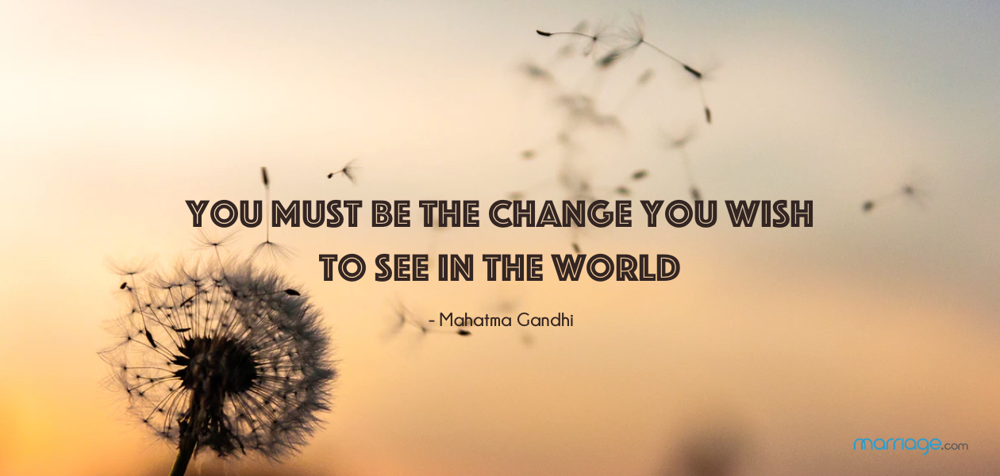 YOU MUST BE THE CHANGE YOU WISH
TO SEE IN THE WORLD
- Mahatma Gandhi
marriage.com